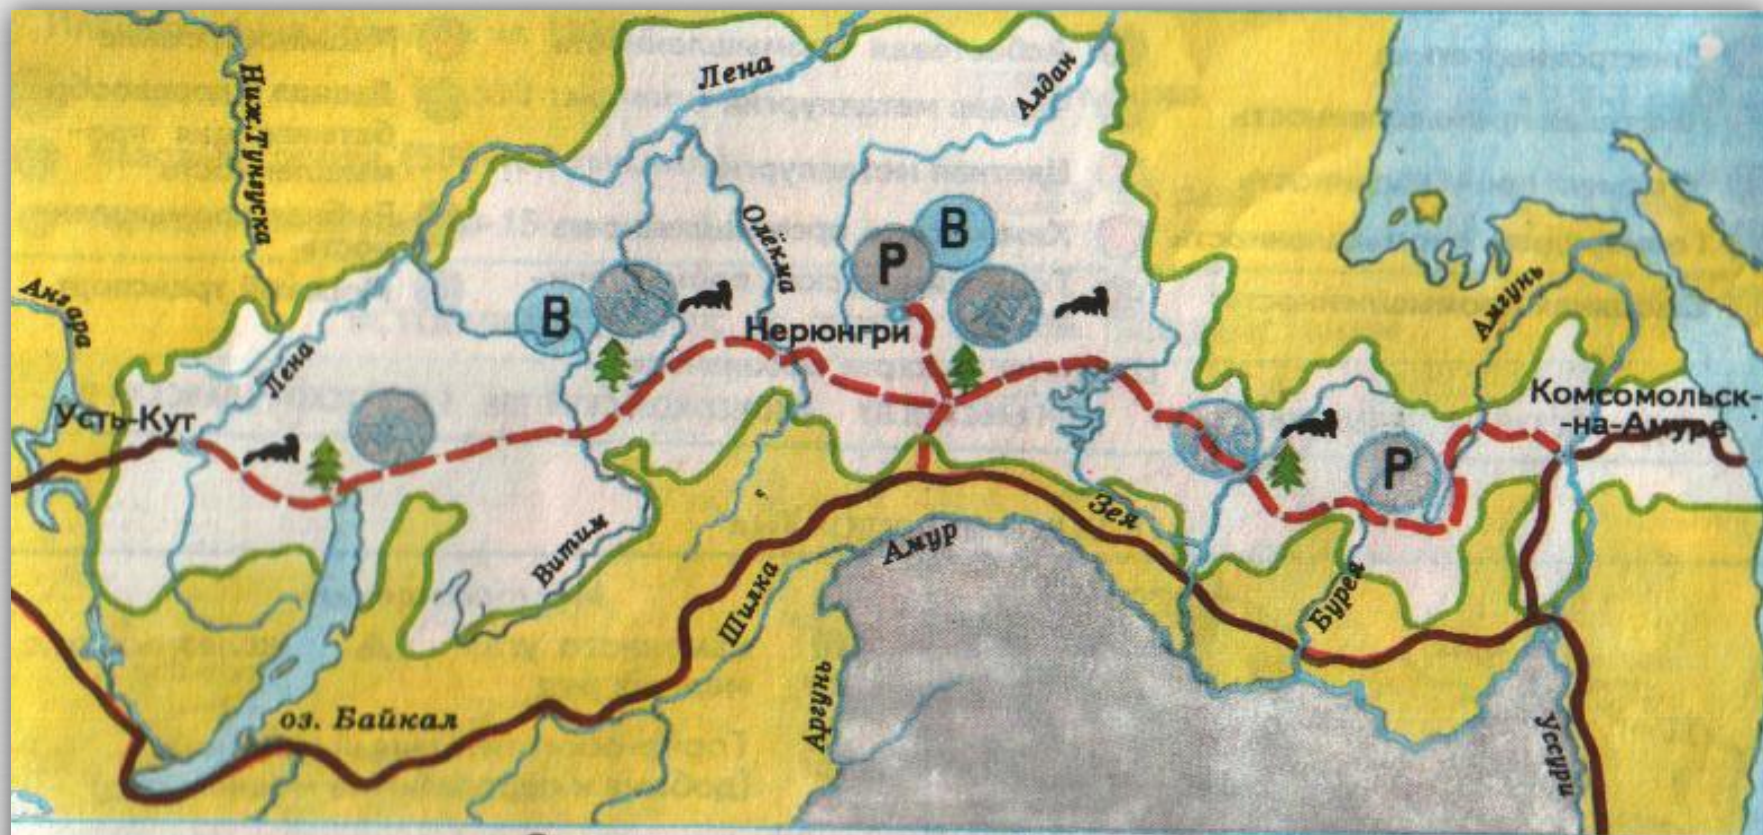 Ниж.Тунгуска
Лена
Алдан
Олёкма
В
Р
В
Ангара
Амгунь
Нерюнгри
Лена
Усть-Кут
Комсомольск-
-на-Амуре
Р
Зея
Витим
Амур
Шилка
Бурея
Аргунь
оз. Байкал
Уссури